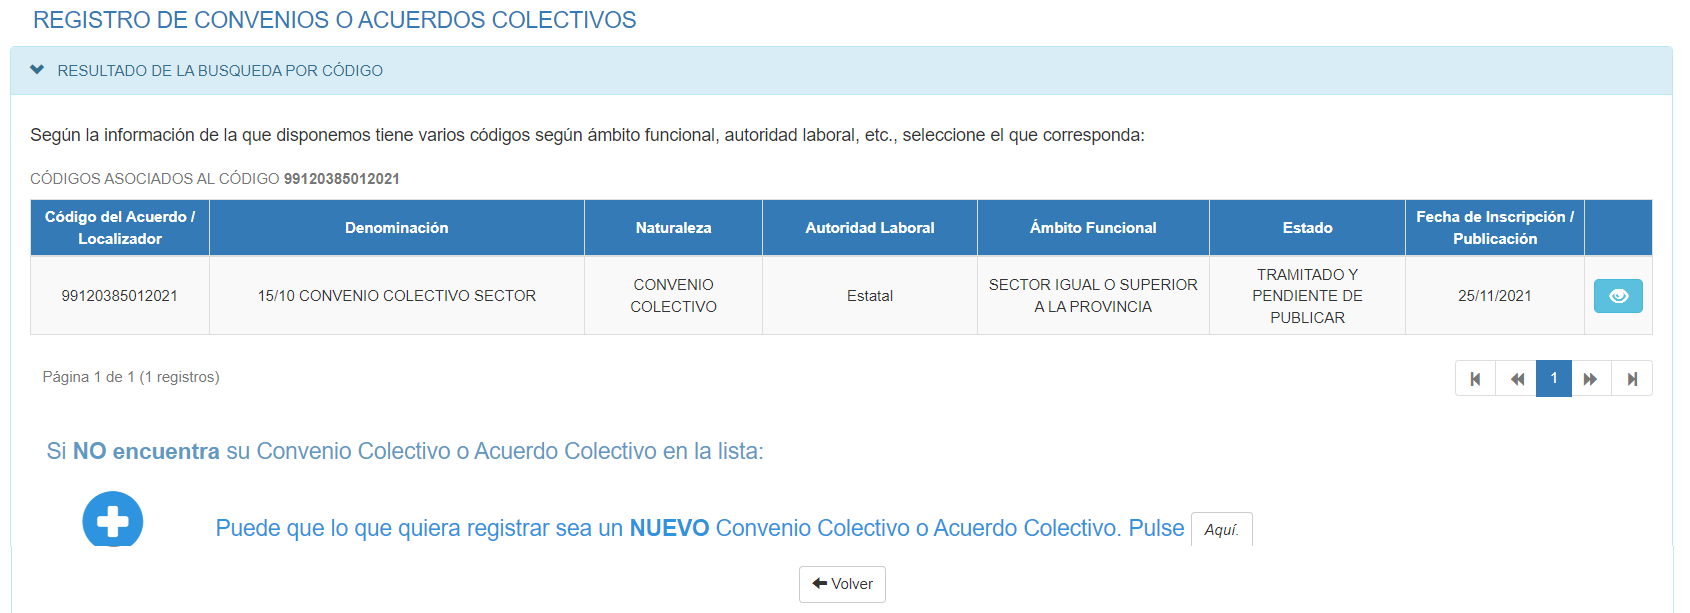 REGISTRO DE CONVENIOS O ACUERDOS COLECTIVOS
RESULTADO DE LA BUSQUEDA POR CÓDIGO
Según la información de la que disponemos tiene varios códigos según ámbito funcional, autoridad laboral, etc., seleccione el que corresponda:
CÓDIGOS ASOCIADOS AL CÓDIGO 99120385012021
Código del Acuerdo /
Localizador
Denominación
Naturaleza
Autoridad Laboral
Ámbito Funcional
Estado
Fecha de Inscripción /
Publicación
99120385012021
15/10 CONVENIO COLECTIVO SECTOR
CONVENIO
COLECTIVO
Estatal
SECTOR IGUAL O SUPERIOR
A LA PROVINCIA
TRAMITADO Y
PENDIENTE DE
PUBLICAR
25/11/2021
Página 1 de 1 (1 registros)
1
Si NO encuentra su Convenio Colectivo o Acuerdo Colectivo en la lista:
Puede que lo que quiera registrar sea un NUEVO Convenio Colectivo o Acuerdo Colectivo. Pulse Aquí.
Volver